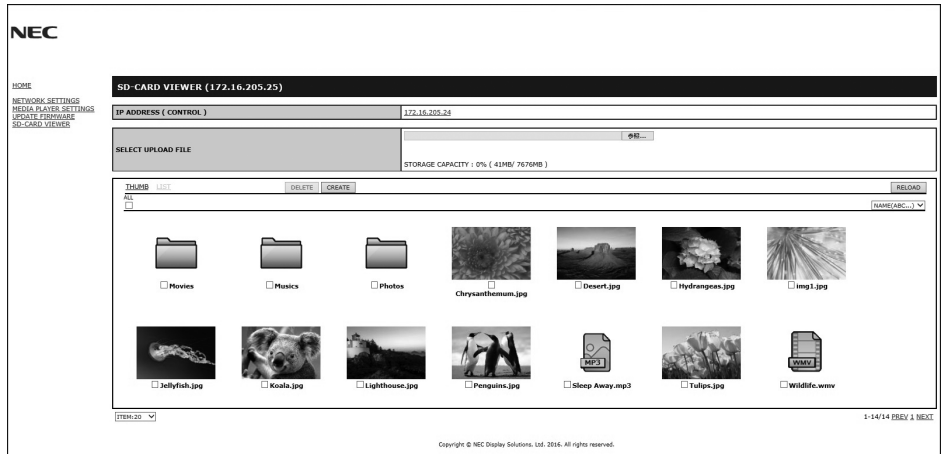 NEC
HOME
NETWORK SETTINGS
MEDIA PLAYER SETTINGS
UPDATE FIRMWARE
SD-CARD VIEWER
SD-CARD VIEWER (172.16.205.25)
IP ADDRESS ( CONTROL ) 172.16.205.24
SELECT UPLOAD FILE
参照...
STORAGE CAPACITY : 0% ( 41MB/ 7676MB )
THUMB LIST DELETE CREATE RELOAD
ALL
NAME(ABC...)
Movies Musics Photos Chrysanthemum.jpg Desert.jpg Hydrangeas.jpg img1.jpg
MP3 WMV
Jellyfish.jpg Koala.jpg Lighthouse.jpg Penguins.jpg Sleep Away.mp3 Tulips.jpg Wildlife.wmv
ITEM:20 1-14/14 PREV 1 NEXT
Copyright © NEC Display Solutions. Ltd. 2016. All rights reserved.